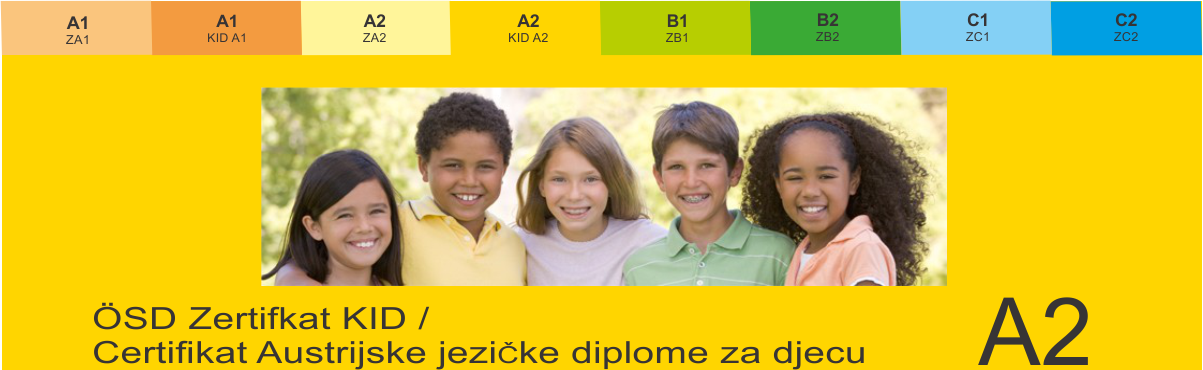 A1 A1 A2 A2 B1 B2 C1 C2
ZA1 KID A1 ZA2 KID A2 ZB1 ZB2 ZC1 ZC2
ÖSD Zertifkat KID /
Certifikat Austrijske jezičke diplome za djecu A2